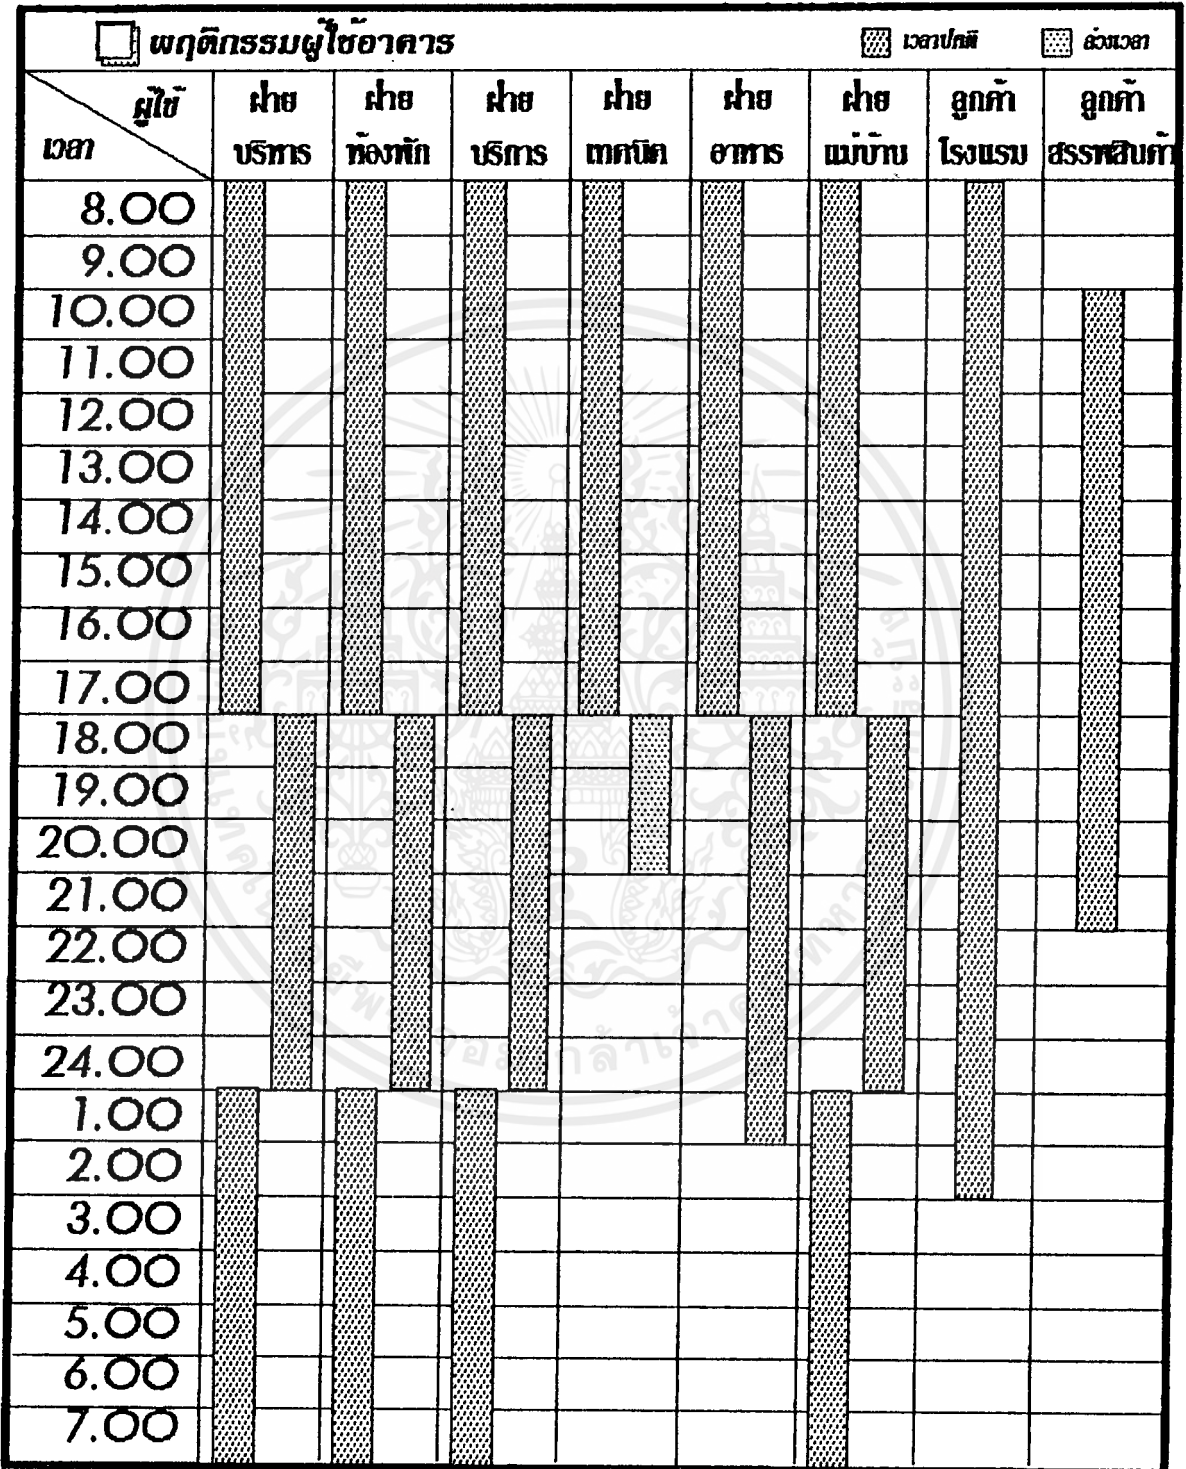 พฤติกรรมผู้ใช้อาคาร เวลาปกติ ล่วงเวลา
ผู้ใช้ เวลา
ฝ่าย บริหาร
ฝ่าย ห้องพัก
ฝ่าย บริการ
ฝ่าย เทคนิค
ฝ่าย อาหาร
ฝ่าย แม่บ้าน
ลูกค้า โรงแรม
ลูกค้า สรรพสินค้า
8.00
9.00
10.00
11.00
12.00
13.00
14.00
15.00
16.00
17.00
18.00
19.00
20.00
21.00
22.00
23.00
24.00
1.00
2.00
3.00
4.00
5.00
6.00
7.00